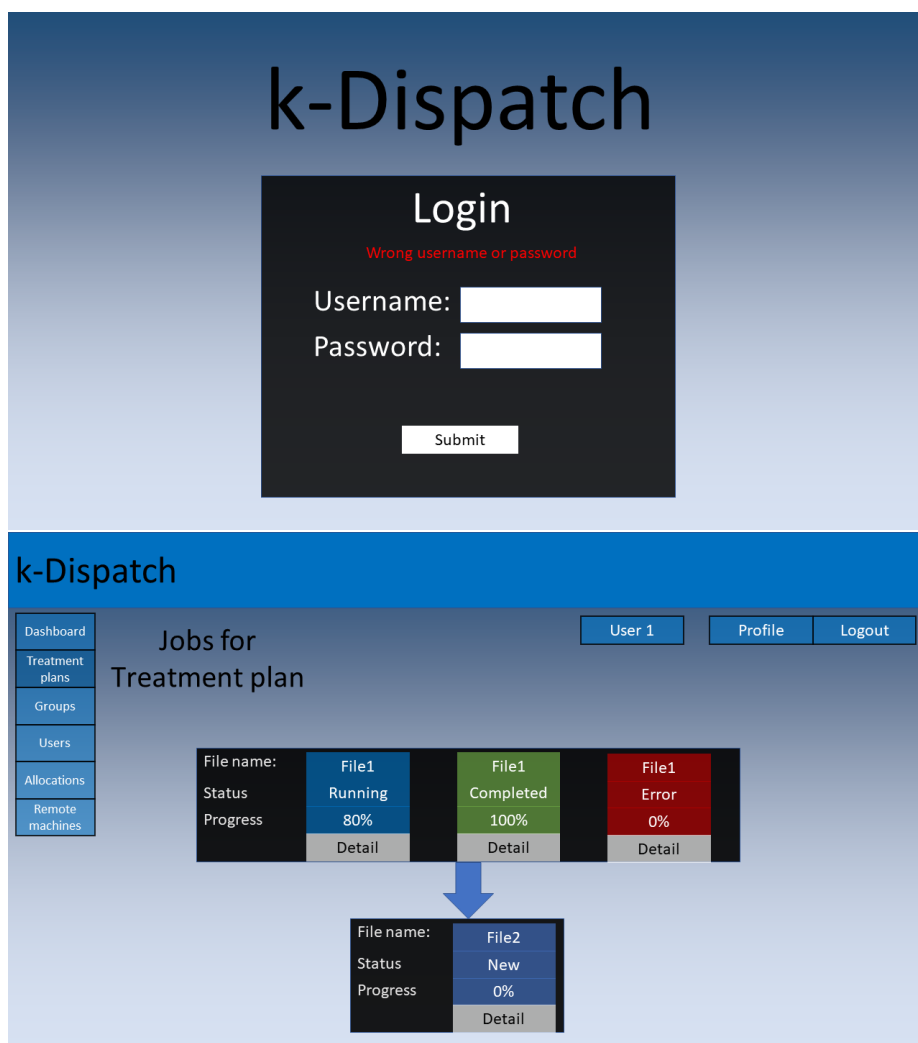 k-Dispatch
Login
Wrong username or password
Username:
Password:
Submit
k-Dispatch
Dashboard
Treatment
plans
Groups
Users
Allocations
Remote
machines
Jobs for
Treatment plan
User 1 Profile Logout
File name: File1 File1 File1
Status Running Completed Error
Progress 80% 100% 0%
Detail Detail Detail
File name: File2
Status New
Progress 0%
Detail